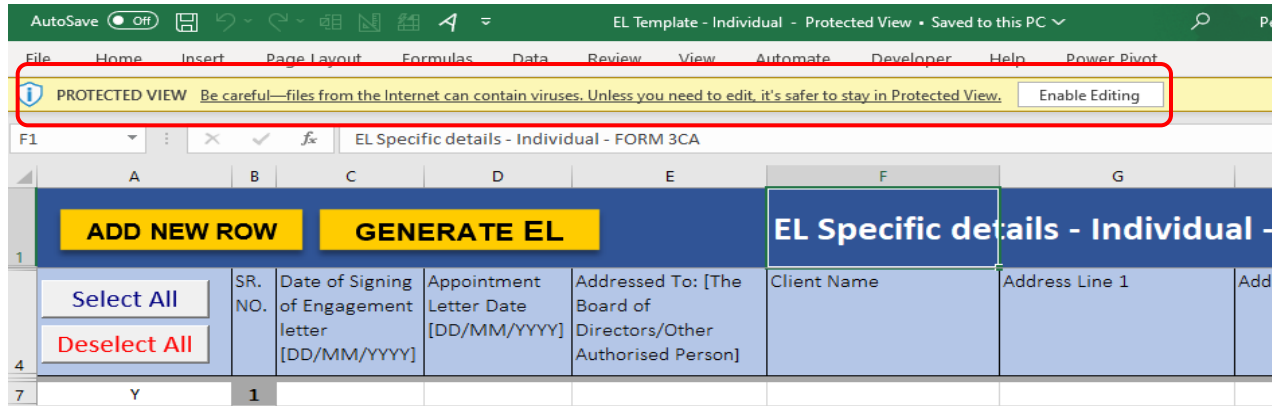 AutoSave Off EL Template - Individual - Protected View • Saved to this PC
File Home Insert Page Layout Formulas Data Review View Automate Developer Help Power Pivot
PROTECTED VIEW Be careful—files from the Internet can contain viruses. Unless you need to edit, it's safer to stay in Protected View. Enable Editing
F1 fx EL Specific details - Individual - FORM 3CA
A B C D E F G
ADD NEW ROW GENERATE EL EL Specific details - Individual -
1
Select All
Deselect All
SR.
NO.
Date of Signing
of Engagement
letter
[DD/MM/YYYY]
Appointment
Letter Date
[DD/MM/YYYY]
Addressed To: [The
Board of
Directors/Other
Authorised Person]
Client Name
Address Line 1
Add
4
7 Y 1